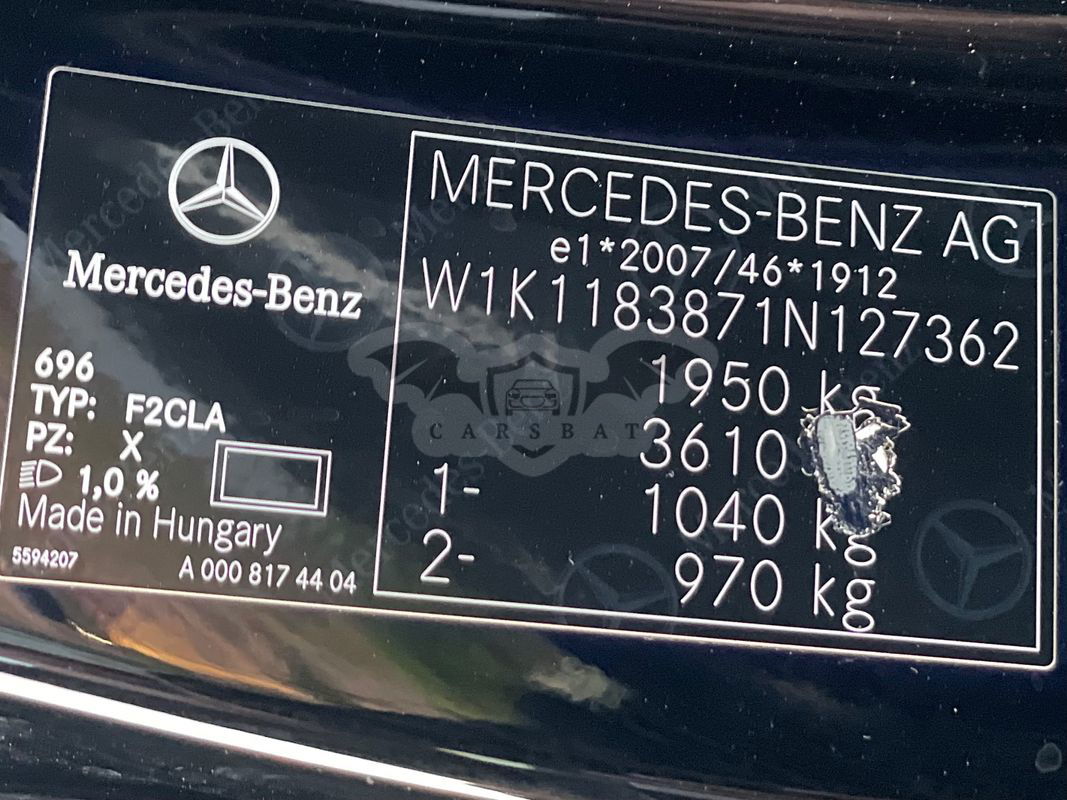 Mercedes-Benz
696
TYP: F2CLA
PZ: X
1,0 %
Made in Hungary
5594207
A 000 817 44 04
MERCEDES-BENZ AG
e1*2007/46*1912
W1K1183871N127362
1950 kg
3610
1- 1040 kg
2- 970 kg
CARSBAT